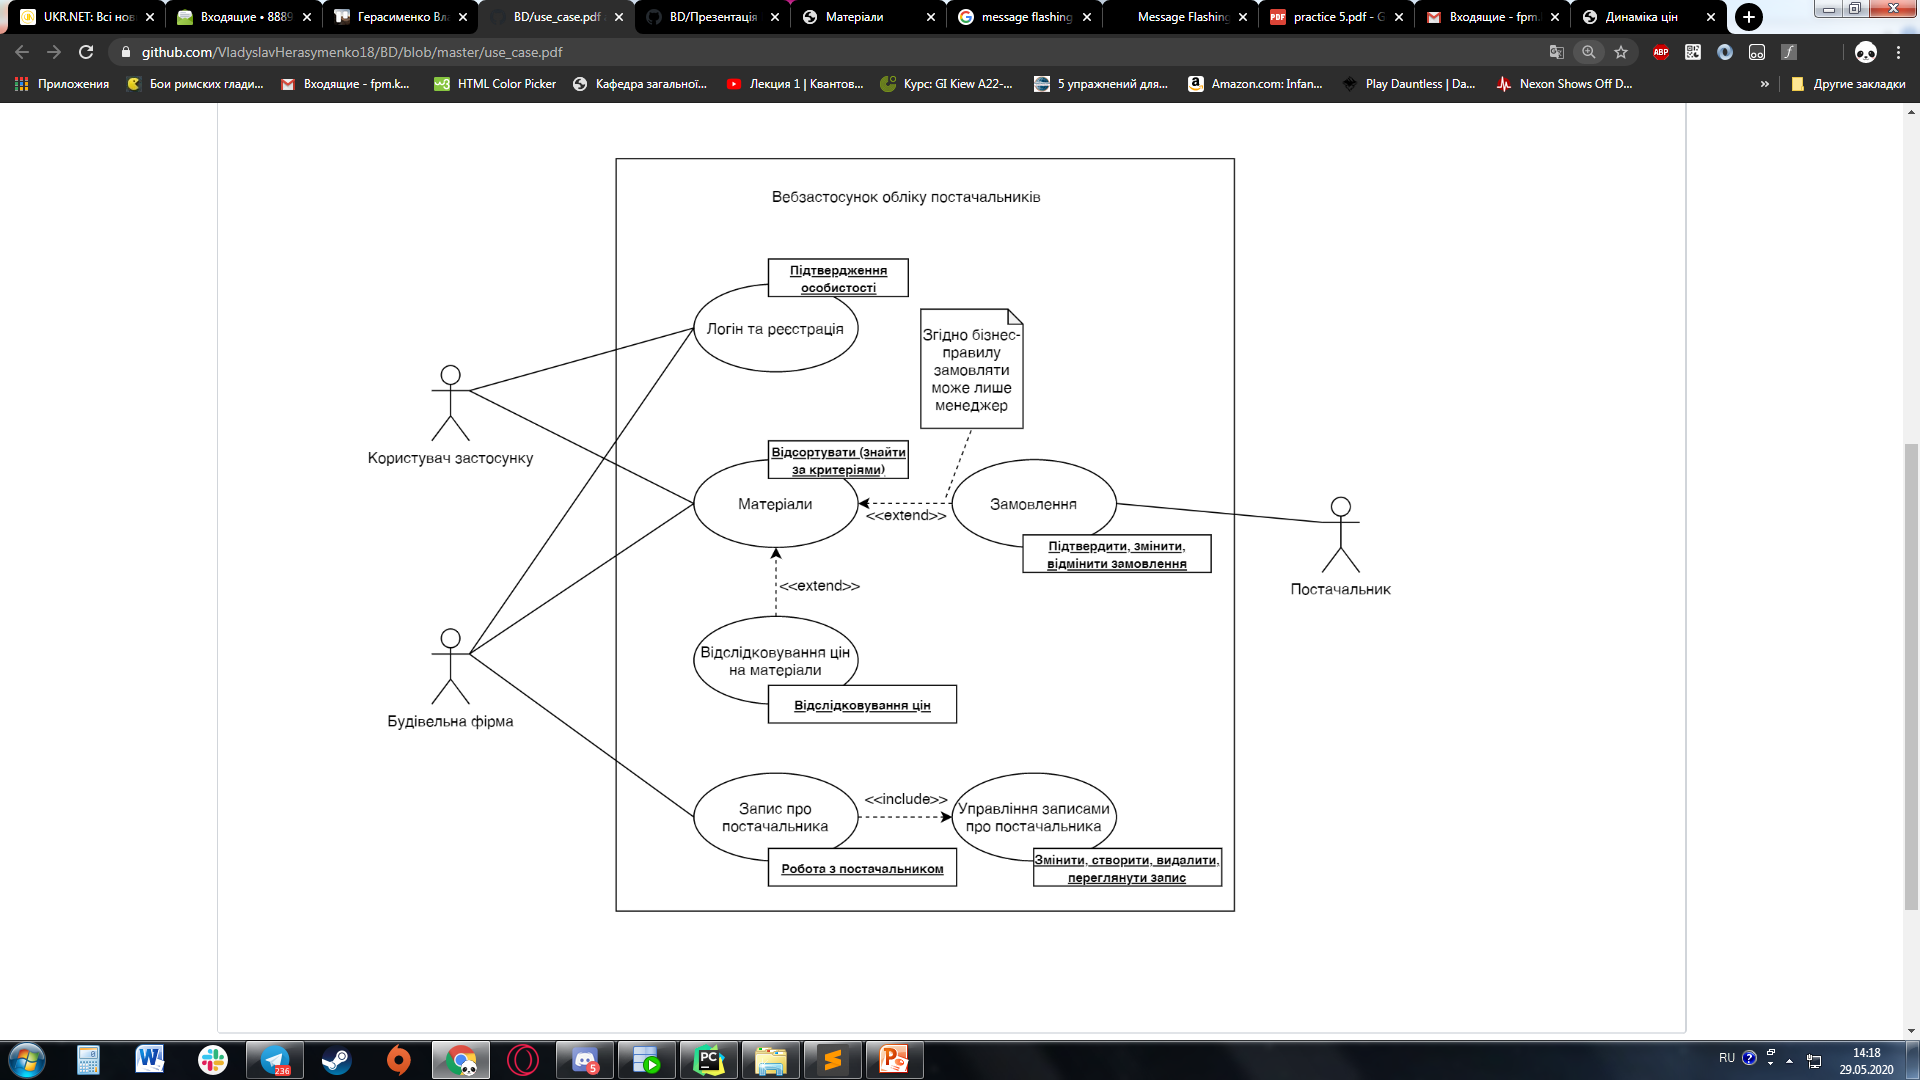 UKR.NET: Всі нов
Входящие • 8889
Герасименко Вла
BD/use_case.pdf
BD/Презентація
Матеріали
message flashing
Message Flashing
practice 5.pdf - G
Входящие - fpm.
Динаміка цін
github.com/VladyslavHerasymenko18/BD/blob/master/use_case.pdf
Приложения
Бои римских глади...
Входящие - fpm.k...
HTML Color Picker
Кафедра загальної...
Лекция 1 | Квантов...
Курс: GI Kiew A22-...
5 упражнений для...
Amazon.com: Infan...
Play Dauntless | Da...
Nexon Shows Off D...
»
Другие закладки
Вебзастосунок обліку постачальників
Підтвердження
особистості
Логін та реєстрація
Згідно бізнес-
правилу
замовляти
може лише
менеджер
Користувач застосунку
Відсортувати (знайти
за критеріями)
Матеріали
<<extend>>
Замовлення
Підтвердити, змінити,
відмінити замовлення
Постачальник
<<extend>>
Відслідковування цін
на матеріали
Відслідковування цін
Будівельна фірма
Запис про
постачальника
<<include>>
Управління записами
про постачальника
Робота з постачальником
Змінити, створити, видалити,
переглянути запис
236
5
PC
RU
14:18
29.05.2020